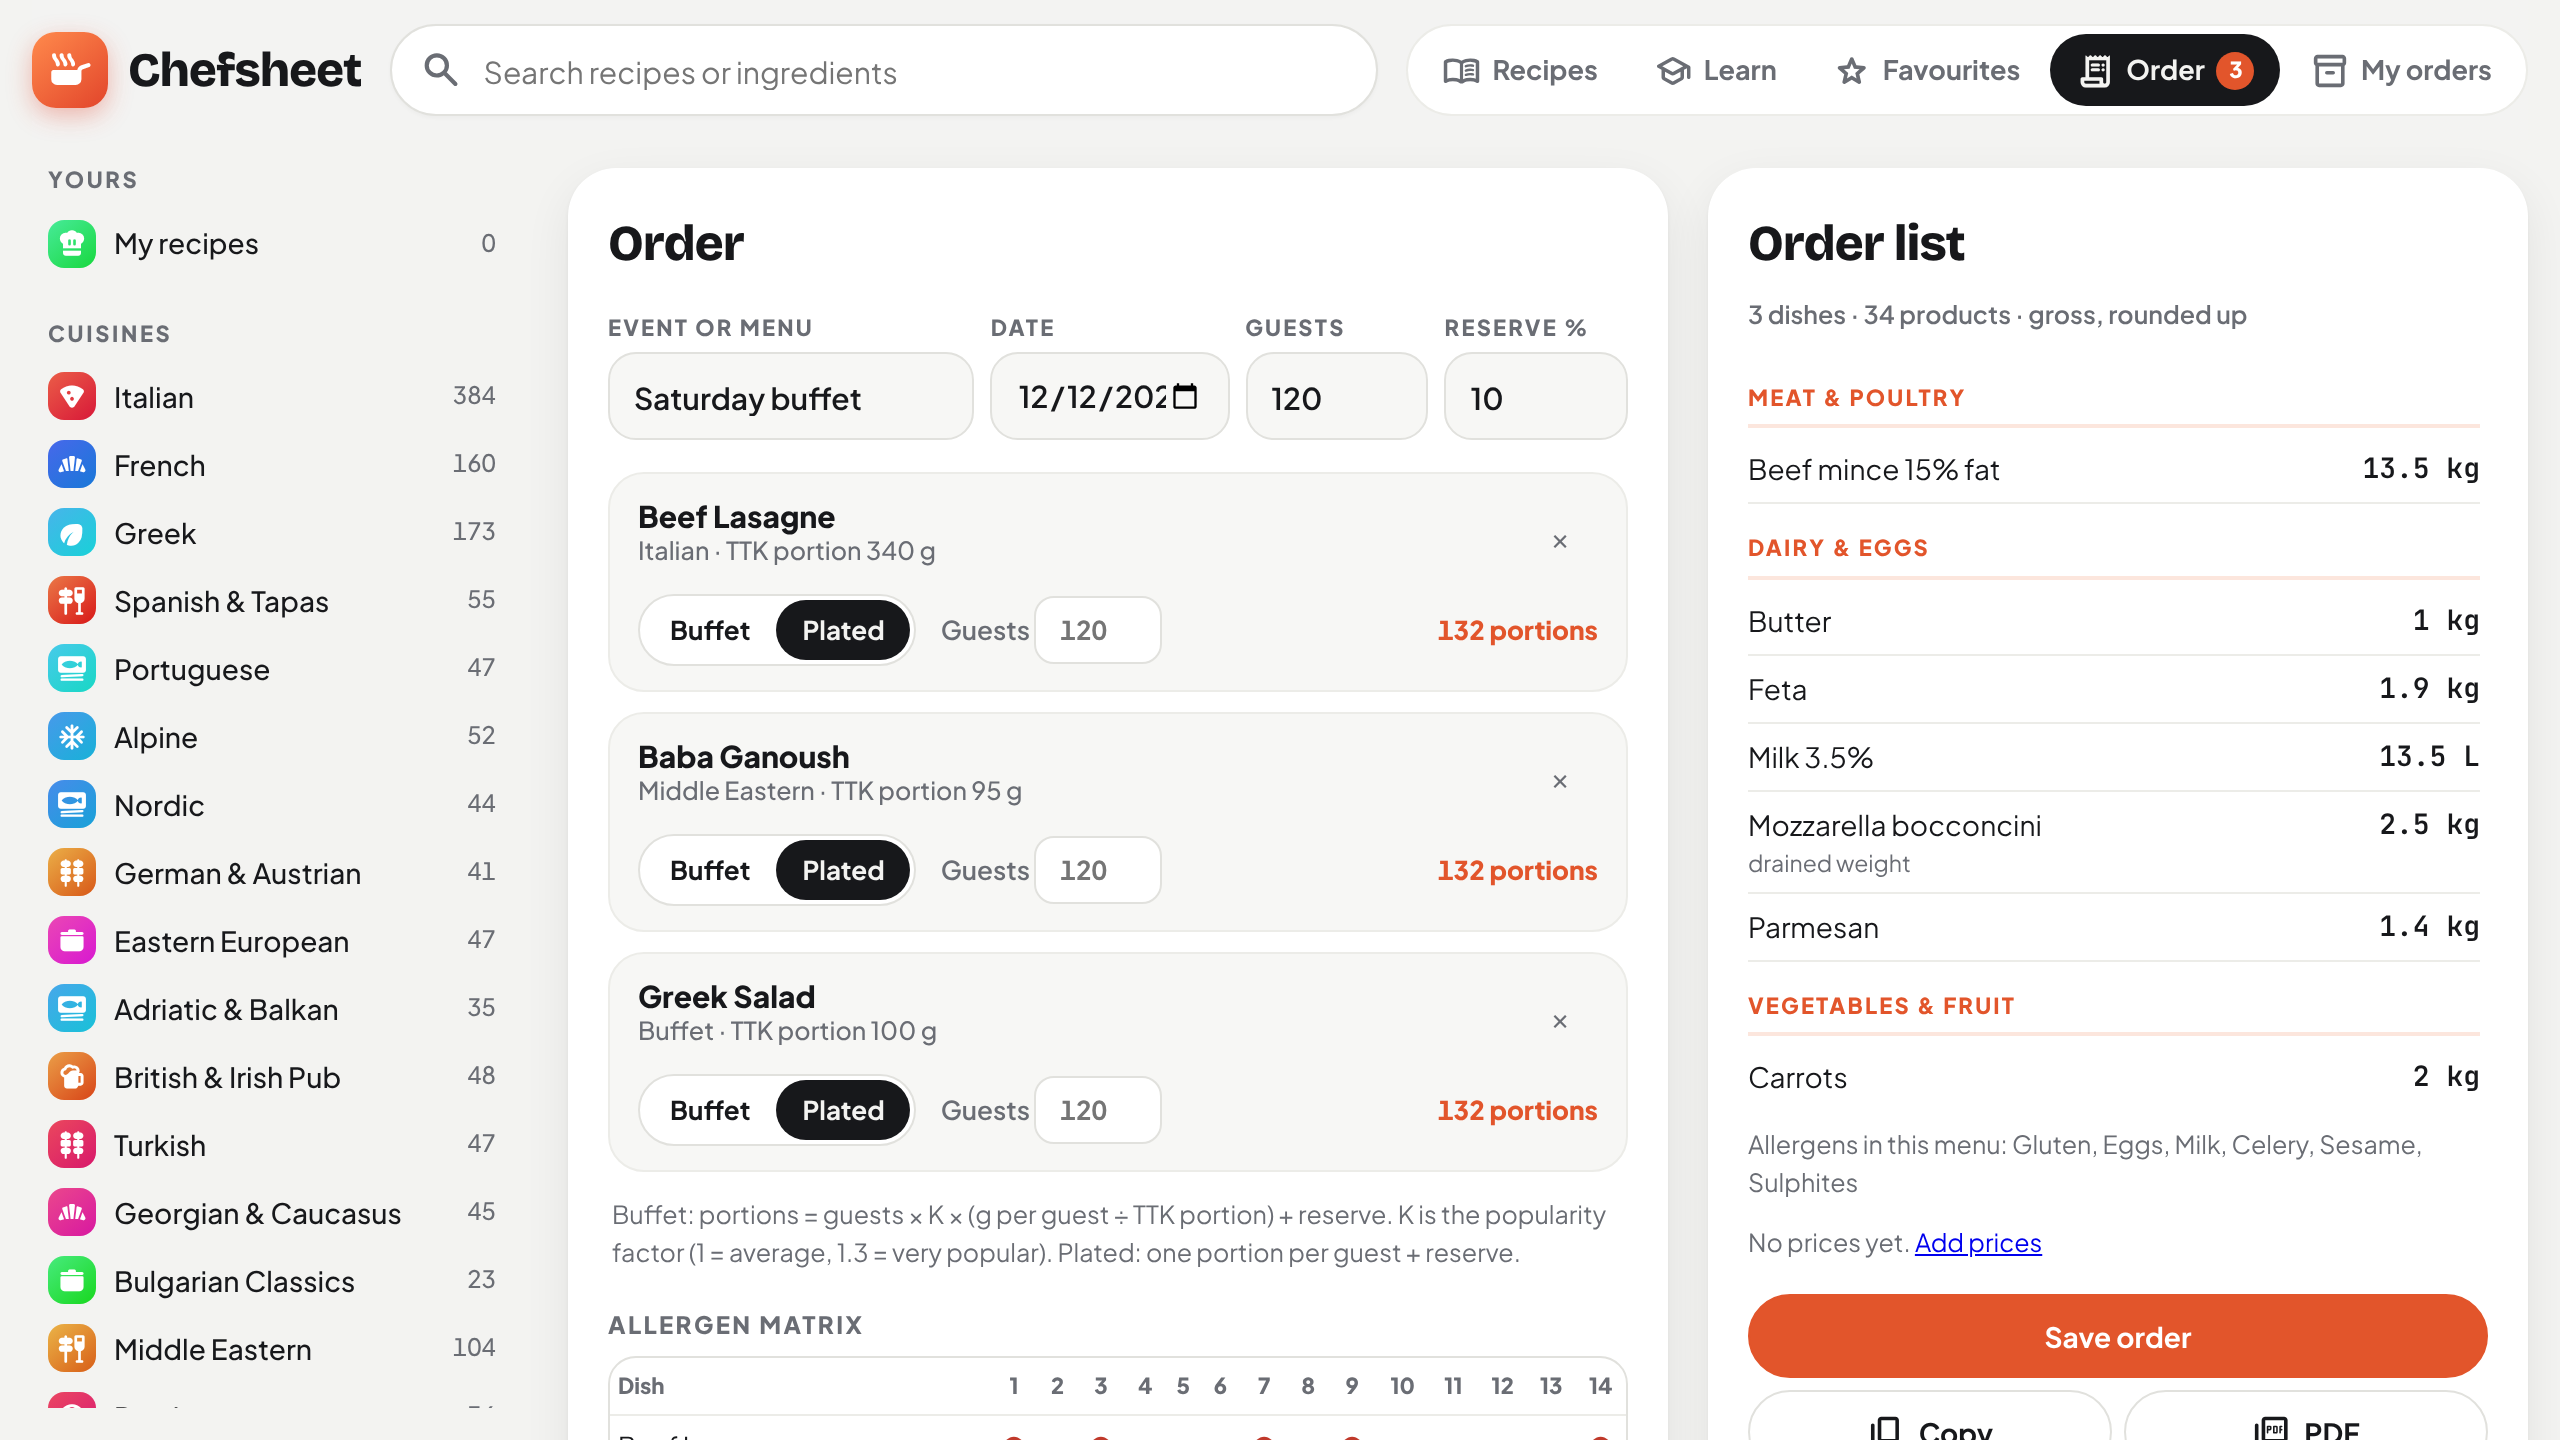 Chefsheet
Search recipes or ingredients
Recipes
Learn
Favourites
Order 3
My orders
YOURS
My recipes 0
CUISINES
Italian 384
French 160
Greek 173
Spanish & Tapas 55
Portuguese 47
Alpine 52
Nordic 44
German & Austrian 41
Eastern European 47
Adriatic & Balkan 35
British & Irish Pub 48
Turkish 47
Georgian & Caucasus 45
Bulgarian Classics 23
Middle Eastern 104
Order
EVENT OR MENU DATE GUESTS RESERVE %
Saturday buffet 12/12/202 120 10
Beef Lasagne
Italian · TTK portion 340 g
×
Buffet Plated Guests 120 132 portions
Baba Ganoush
Middle Eastern · TTK portion 95 g
×
Buffet Plated Guests 120 132 portions
Greek Salad
Buffet · TTK portion 100 g
×
Buffet Plated Guests 120 132 portions
Buffet: portions = guests × K × (g per guest ÷ TTK portion) + reserve. K is the popularity
factor (1 = average, 1.3 = very popular). Plated: one portion per guest + reserve.
ALLERGEN MATRIX
Dish 1 2 3 4 5 6 7 8 9 10 11 12 13 14
Order list
3 dishes · 34 products · gross, rounded up
MEAT & POULTRY
Beef mince 15% fat 13.5 kg
DAIRY & EGGS
Butter 1 kg
Feta 1.9 kg
Milk 3.5% 13.5 L
Mozzarella bocconcini 2.5 kg
drained weight
Parmesan 1.4 kg
VEGETABLES & FRUIT
Carrots 2 kg
Allergens in this menu: Gluten, Eggs, Milk, Celery, Sesame,
Sulphites
No prices yet. Add prices
Save order
Copy
PDF